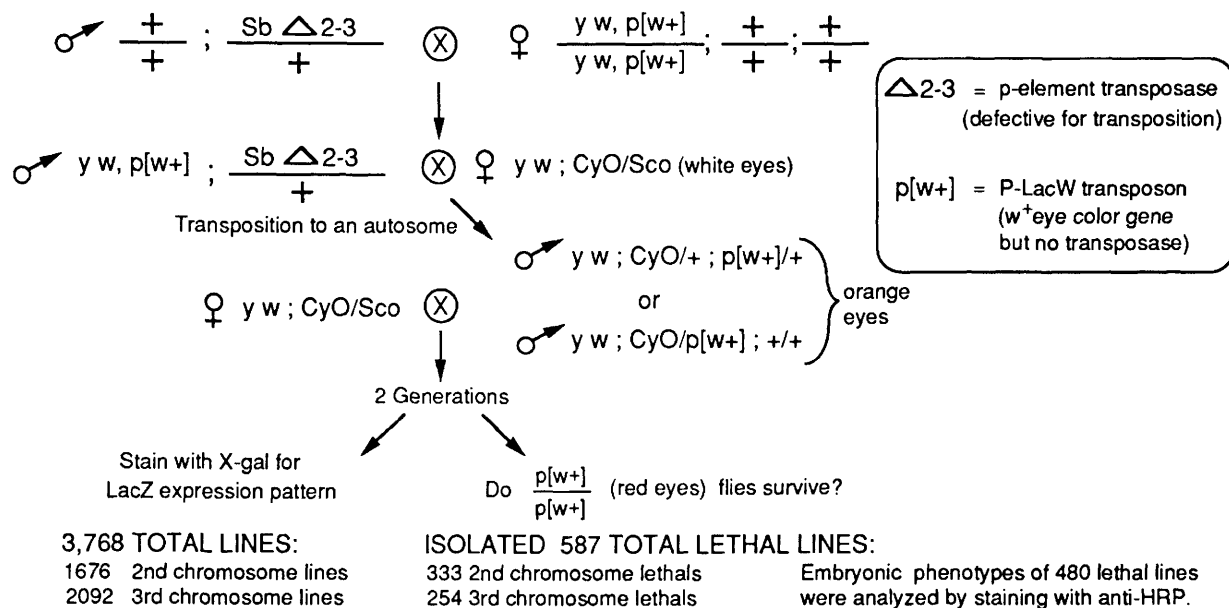 ♂ +/+ ; Sb △2-3/+ ⓧ ♀ y w, p[w+]/y w, p[w+] ; +/+ ; +/+
△2-3 = p-element transposase
(defective for transposition)
p[w+] = P-LacW transposon
(w⁺eye color gene
but no transposase)
♂ y w, p[w+] ; Sb △2-3/+ ⓧ ♀ y w ; CyO/Sco (white eyes)
Transposition to an autosome
♂ y w ; CyO/+ ; p[w+]/+
or
♂ y w ; CyO/p[w+] ; +/+
orange
eyes
♀ y w ; CyO/Sco ⓧ
2 Generations
Stain with X-gal for
LacZ expression pattern
Do p[w+]/p[w+] (red eyes) flies survive?
3,768 TOTAL LINES:
1676 2nd chromosome lines
2092 3rd chromosome lines
ISOLATED 587 TOTAL LETHAL LINES:
333 2nd chromosome lethals
254 3rd chromosome lethals
Embryonic phenotypes of 480 lethal lines
were analyzed by staining with anti-HRP.